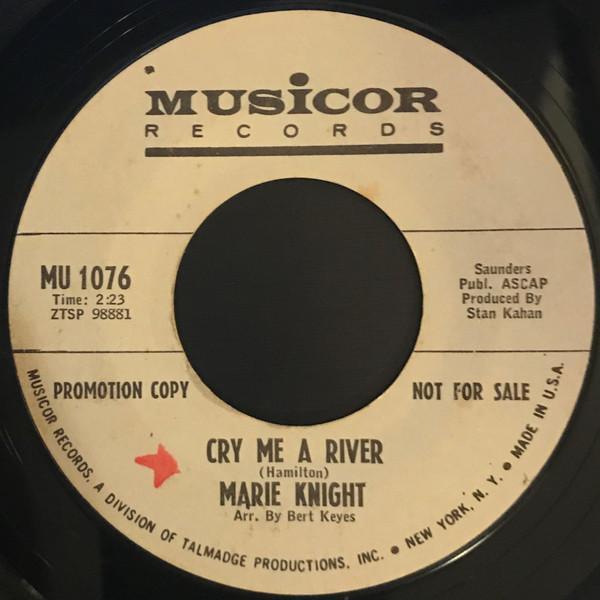 MUSICOR
RECORDS
MU 1076
Time: 2:23
ZTSP 98881
Saunders
Publ. ASCAP
Produced By
Stan Kahan
PROMOTION COPY
NOT FOR SALE
CRY ME A RIVER
(Hamilton)
MARIE KNIGHT
Arr. By Bert Keyes
MUSICOR RECORDS, A DIVISION OF TALMADGE PRODUCTIONS, INC. ● NEW YORK, N. Y. ● MADE IN U.S.A.